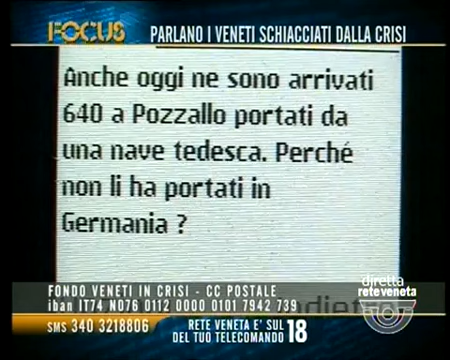 FOCUS
PARLANO I VENETI SCHIACCIATI DALLA CRISI
Anche oggi ne sono arrivati
640 a Pozzallo portati da
una nave tedesca. Perché
non li ha portati in
Germania ?
diretta
reteveneta
FONDO VENETI IN CRISI - CC POSTALE
iban IT74 N076 0112 0000 0101 7942 739
SMS 340 3218806
RETE VENETA E' SUL
DEL TUO TELECOMANDO 18